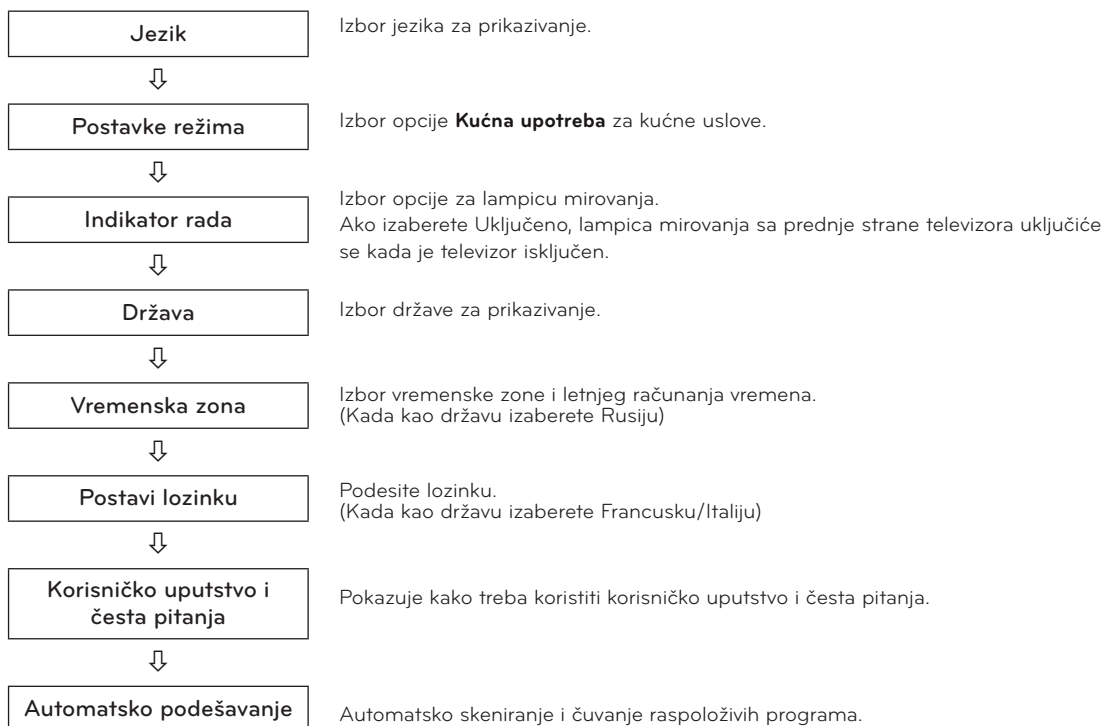 Jezik
Izbor jezika za prikazivanje.
Postavke režima
Izbor opcije Kućna upotreba za kućne uslove.
Indikator rada
Izbor opcije za lampicu mirovanja.
Ako izaberete Uključeno, lampica mirovanja sa prednje strane televizora uključiće
se kada je televizor isključen.
Država
Izbor države za prikazivanje.
Vremenska zona
Izbor vremenske zone i letnjeg računanja vremena.
(Kada kao državu izaberete Rusiju)
Postavi lozinku
Podesite lozinku.
(Kada kao državu izaberete Francusku/Italiju)
Korisničko uputstvo i
česta pitanja
Pokazuje kako treba koristiti korisničko uputstvo i česta pitanja.
Automatsko podešavanje
Automatsko skeniranje i čuvanje raspoloživih programa.